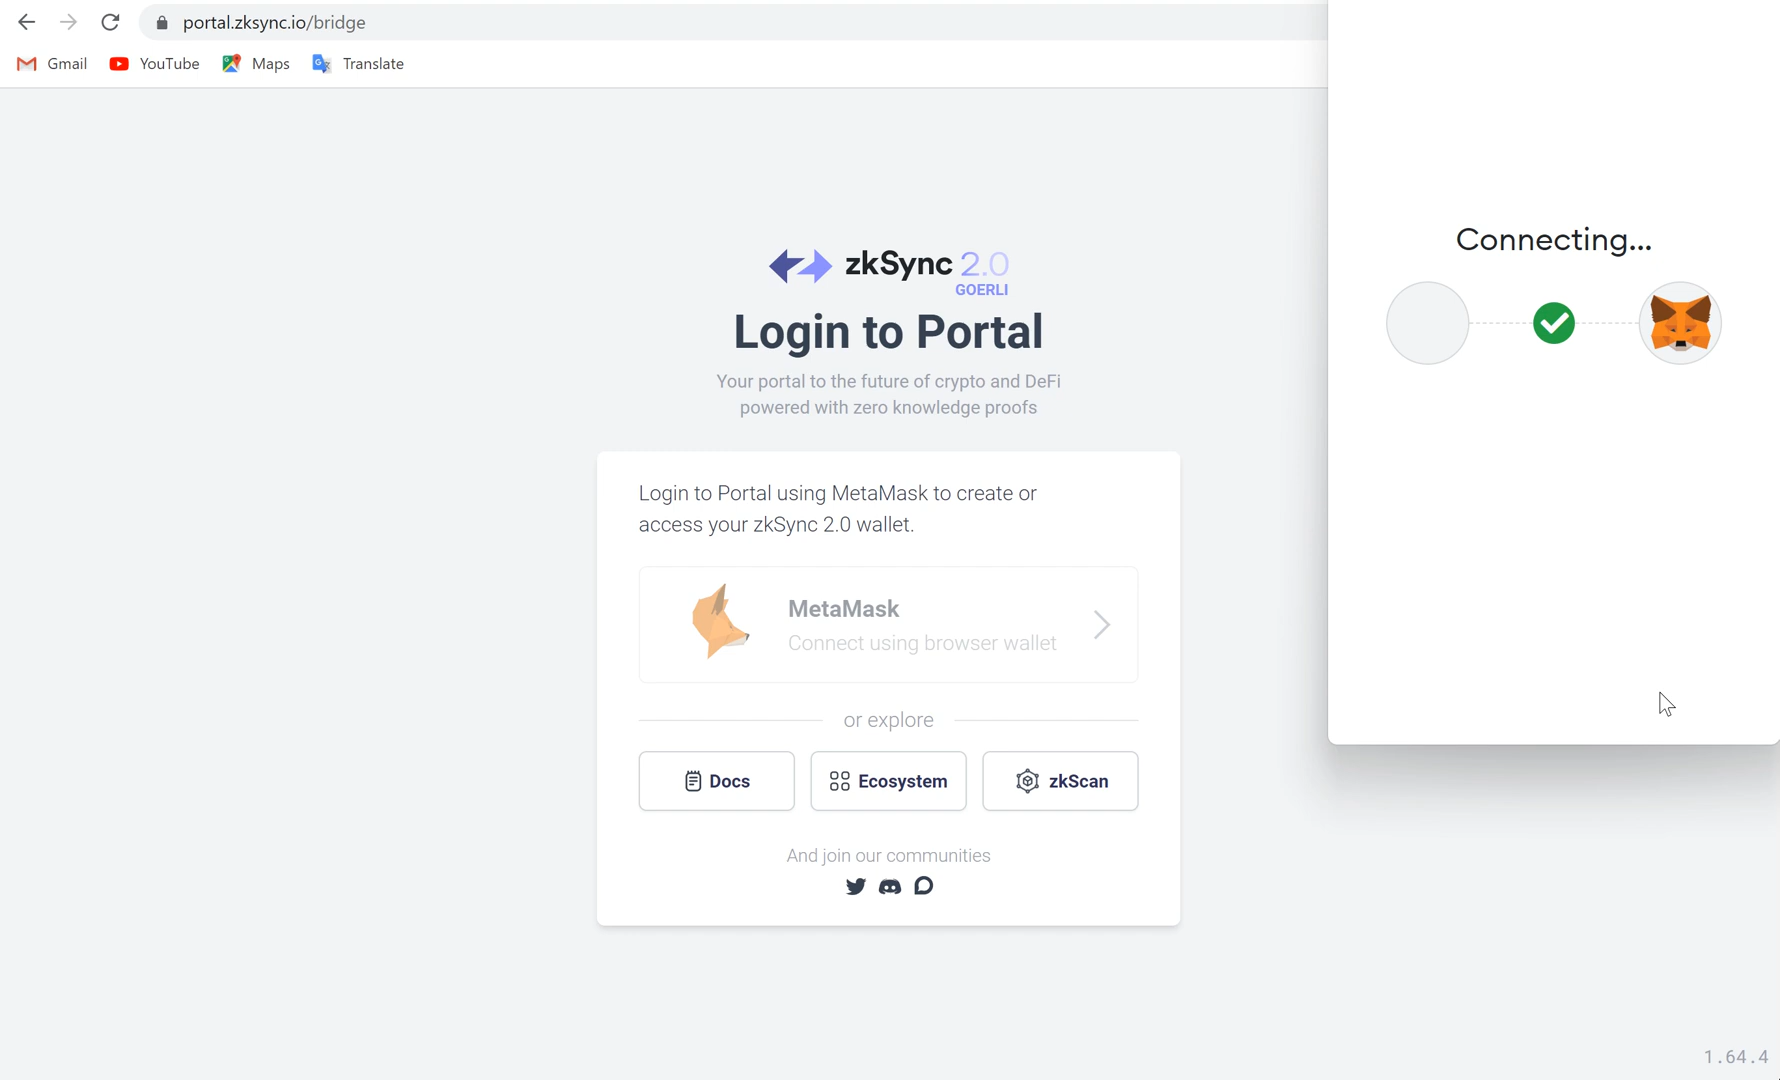 portal.zksync.io/bridge
Gmail YouTube Maps Translate
Connecting...
zkSync 2.0
GOERLI
Login to Portal
Your portal to the future of crypto and DeFi
powered with zero knowledge proofs
Login to Portal using MetaMask to create or
access your zkSync 2.0 wallet.
MetaMask
Connect using browser wallet
or explore
Docs Ecosystem zkScan
And join our communities
1.64.4